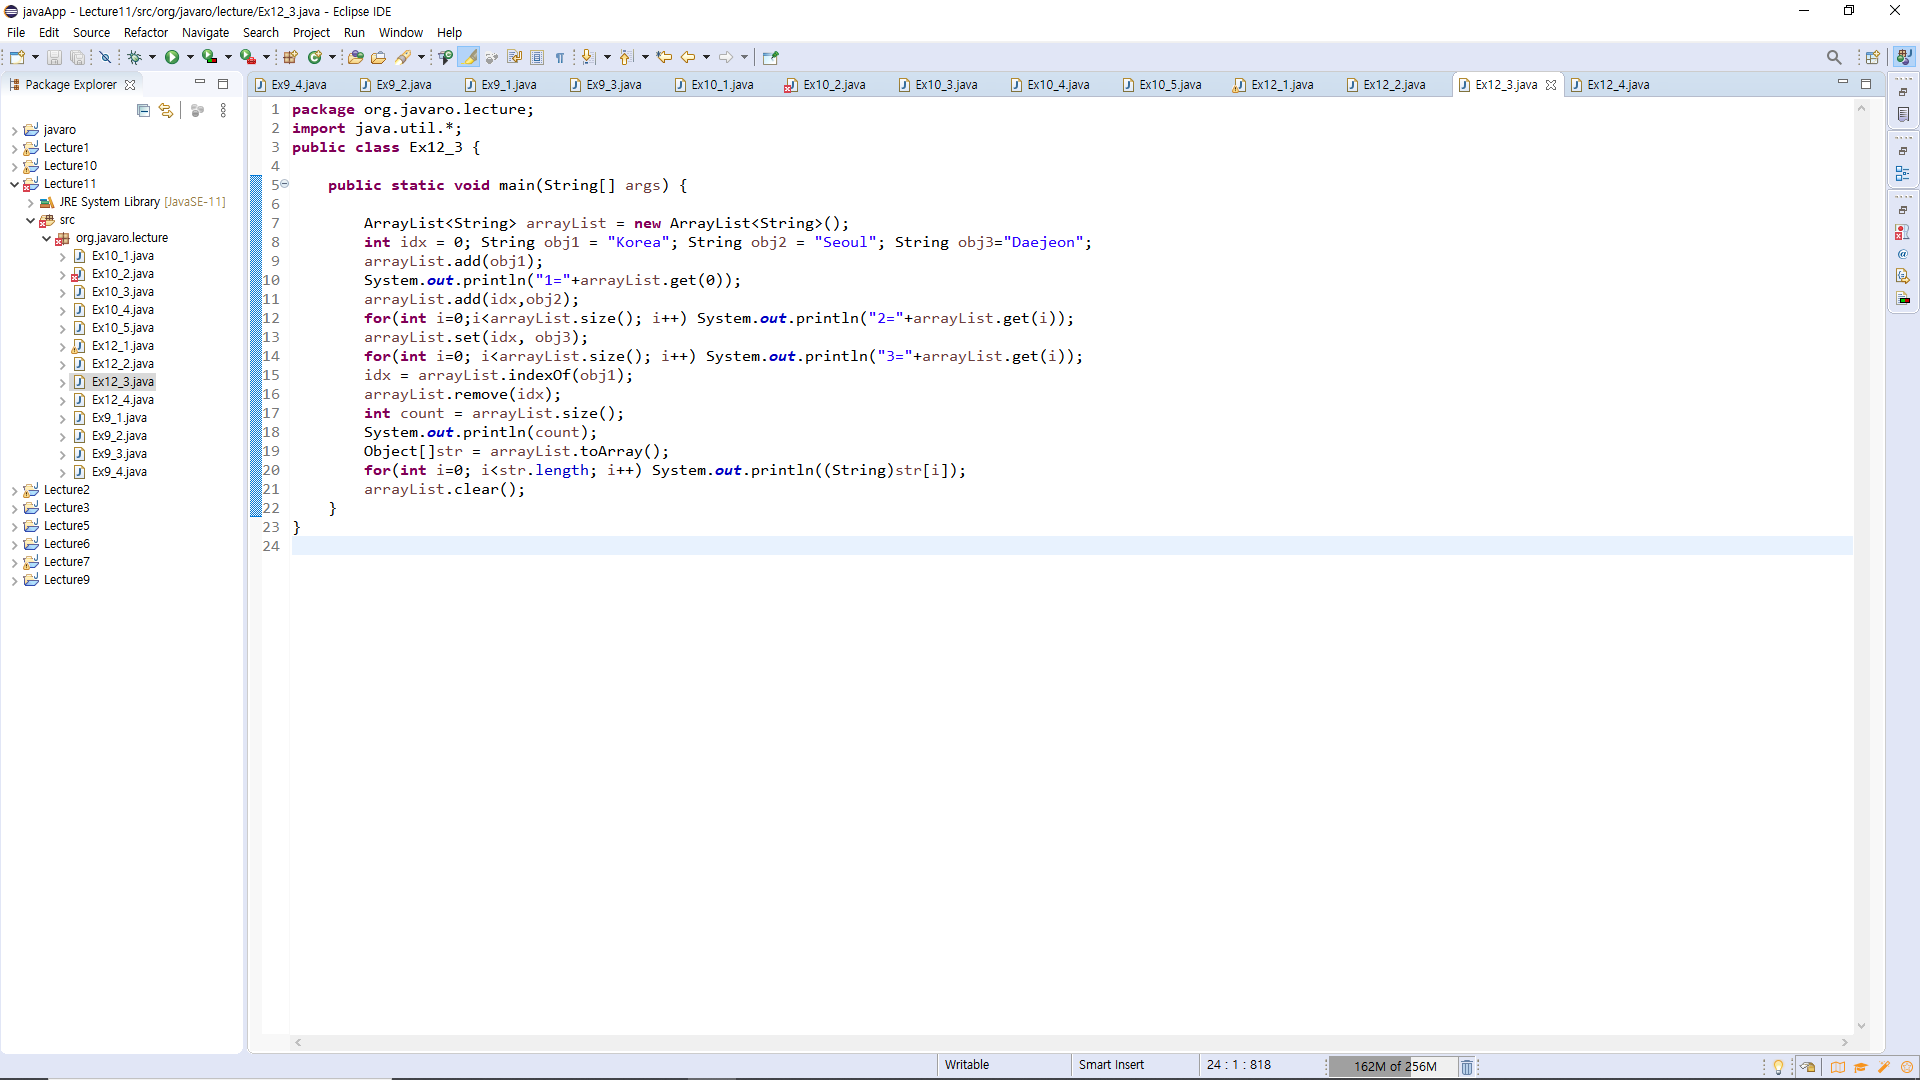 javaApp - Lecture11/src/org/javaro/lecture/Ex12_3.java - Eclipse IDE
File Edit Source Refactor Navigate Search Project Run Window Help
Package Explorer
Ex9_4.java Ex9_2.java Ex9_1.java Ex9_3.java Ex10_1.java Ex10_2.java Ex10_3.java Ex10_4.java Ex10_5.java Ex12_1.java Ex12_2.java Ex12_3.java Ex12_4.java
javaro
Lecture1
Lecture10
Lecture11
JRE System Library [JavaSE-11]
src
org.javaro.lecture
Ex10_1.java
Ex10_2.java
Ex10_3.java
Ex10_4.java
Ex10_5.java
Ex12_1.java
Ex12_2.java
Ex12_3.java
Ex12_4.java
Ex9_1.java
Ex9_2.java
Ex9_3.java
Ex9_4.java
Lecture2
Lecture3
Lecture5
Lecture6
Lecture7
Lecture9
1 package org.javaro.lecture;
2 import java.util.*;
3 public class Ex12_3 {
4
5 public static void main(String[] args) {
6
7 ArrayList<String> arrayList = new ArrayList<String>();
8 int idx = 0; String obj1 = "Korea"; String obj2 = "Seoul"; String obj3="Daejeon";
9 arrayList.add(obj1);
10 System.out.println("1="+arrayList.get(0));
11 arrayList.add(idx,obj2);
12 for(int i=0;i<arrayList.size(); i++) System.out.println("2="+arrayList.get(i));
13 arrayList.set(idx, obj3);
14 for(int i=0; i<arrayList.size(); i++) System.out.println("3="+arrayList.get(i));
15 idx = arrayList.indexOf(obj1);
16 arrayList.remove(idx);
17 int count = arrayList.size();
18 System.out.println(count);
19 Object[]str = arrayList.toArray();
20 for(int i=0; i<str.length; i++) System.out.println((String)str[i]);
21 arrayList.clear();
22 }
23 }
24
Writable Smart Insert 24 : 1 : 818 162M of 256M